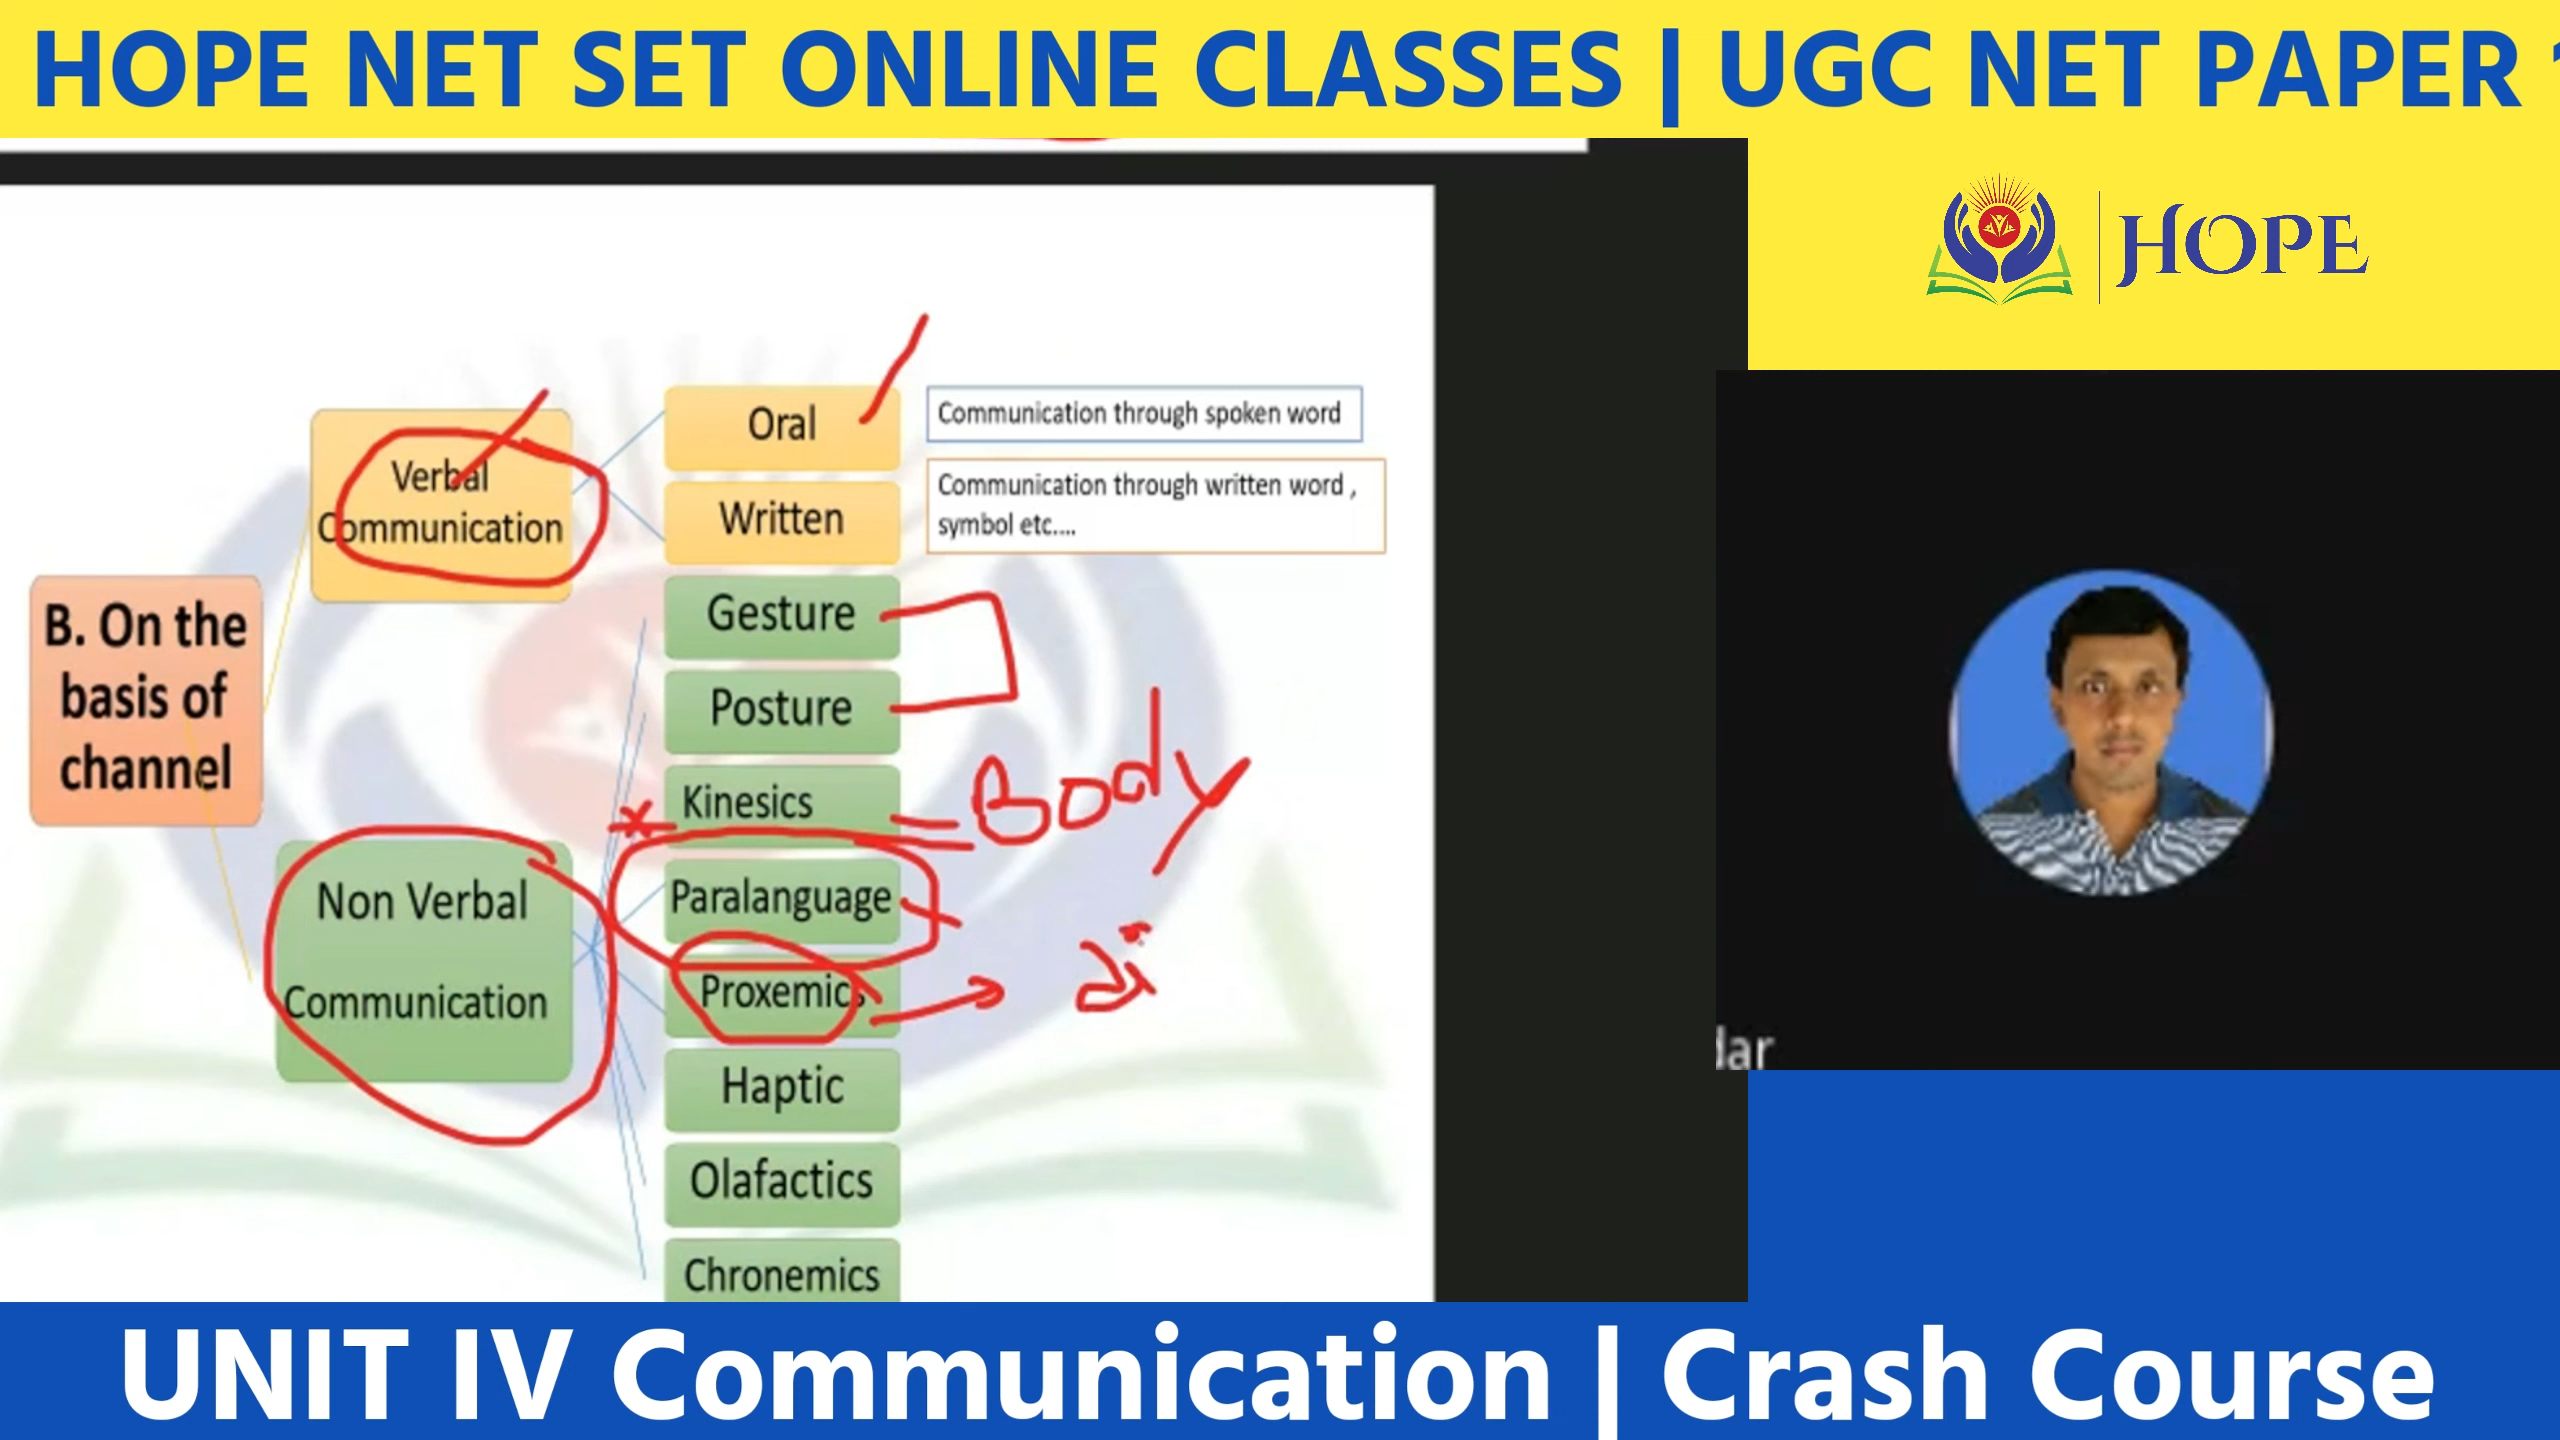 HOPE NET SET ONLINE CLASSES | UGC NET PAPER
HOPE
Oral
Communication through spoken word
Verbal
Communication
Written
Communication through written word ,
symbol etc....
B. On the
basis of
channel
Gesture
Posture
Kinesics
Body
Non Verbal
Communication
Paralanguage
Proxemics
di
Haptic
Olafactics
Chronemics
dar
UNIT IV Communication | Crash Course